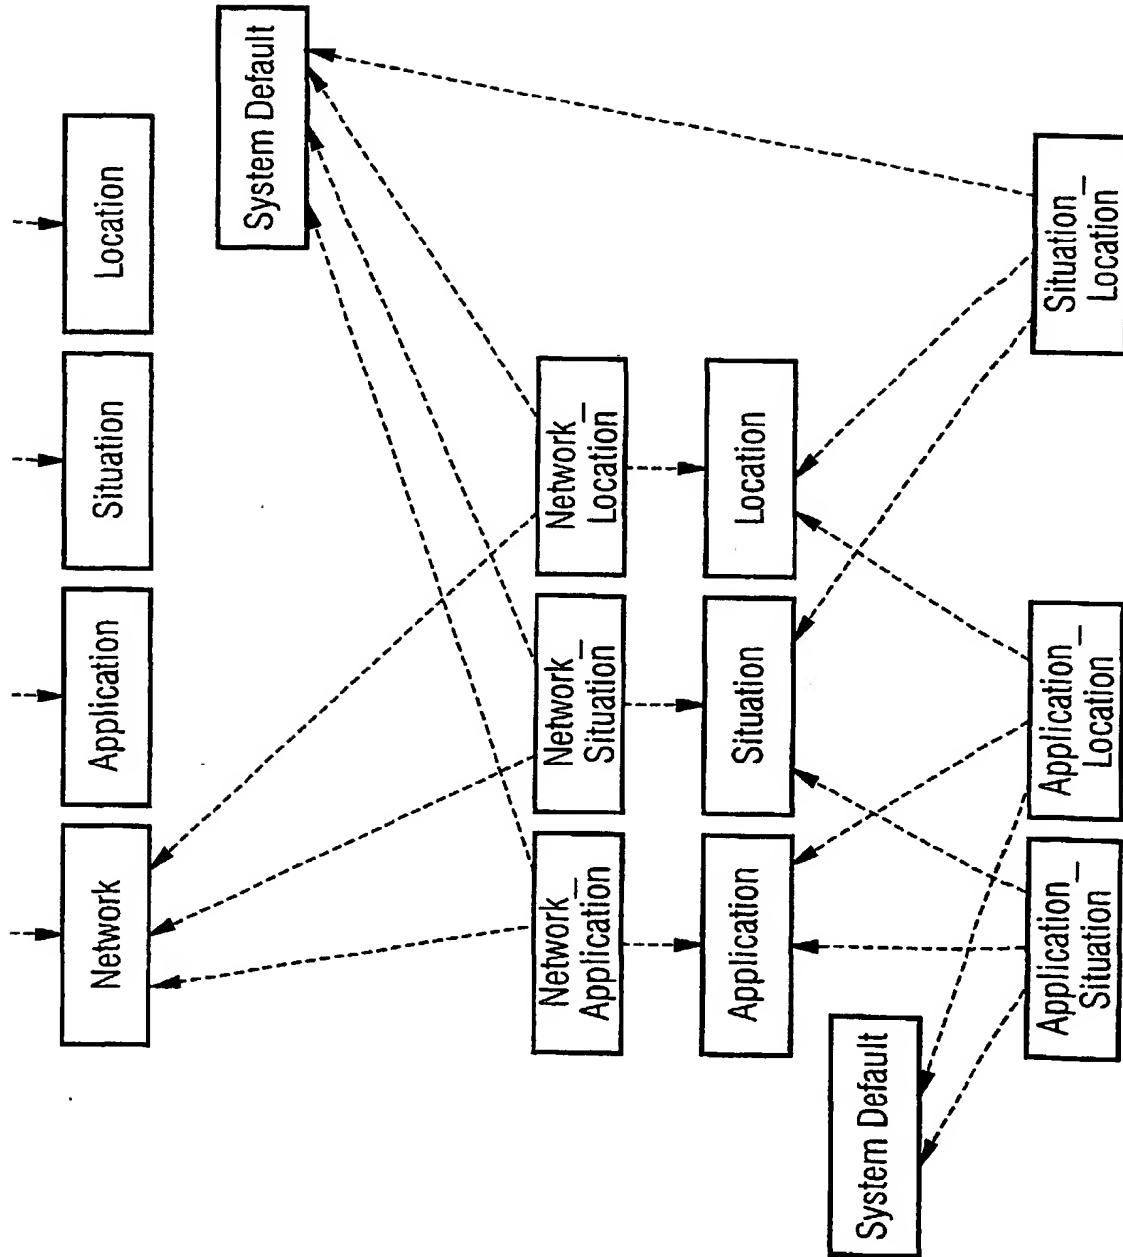 Network
Application
Situation
Location
System Default
Network_
Application
Network_
Situation
Network_
Location
Application
Situation
Location
System Default
Application_
Situation
Application_
Location
Situation_
Location